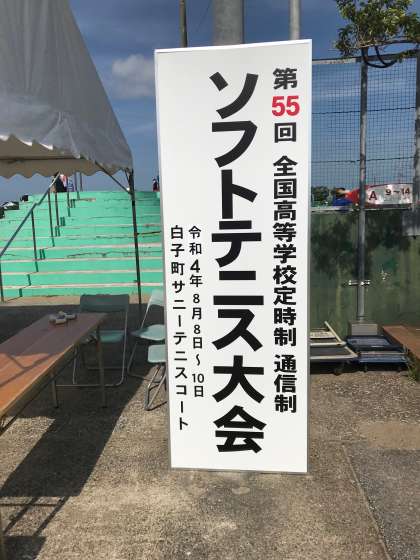 第55回 全国高等学校定時制 通信制
ソフトテニス大会
令和4年8月8日～10日
白子町サニーテニスコート
A 9～14